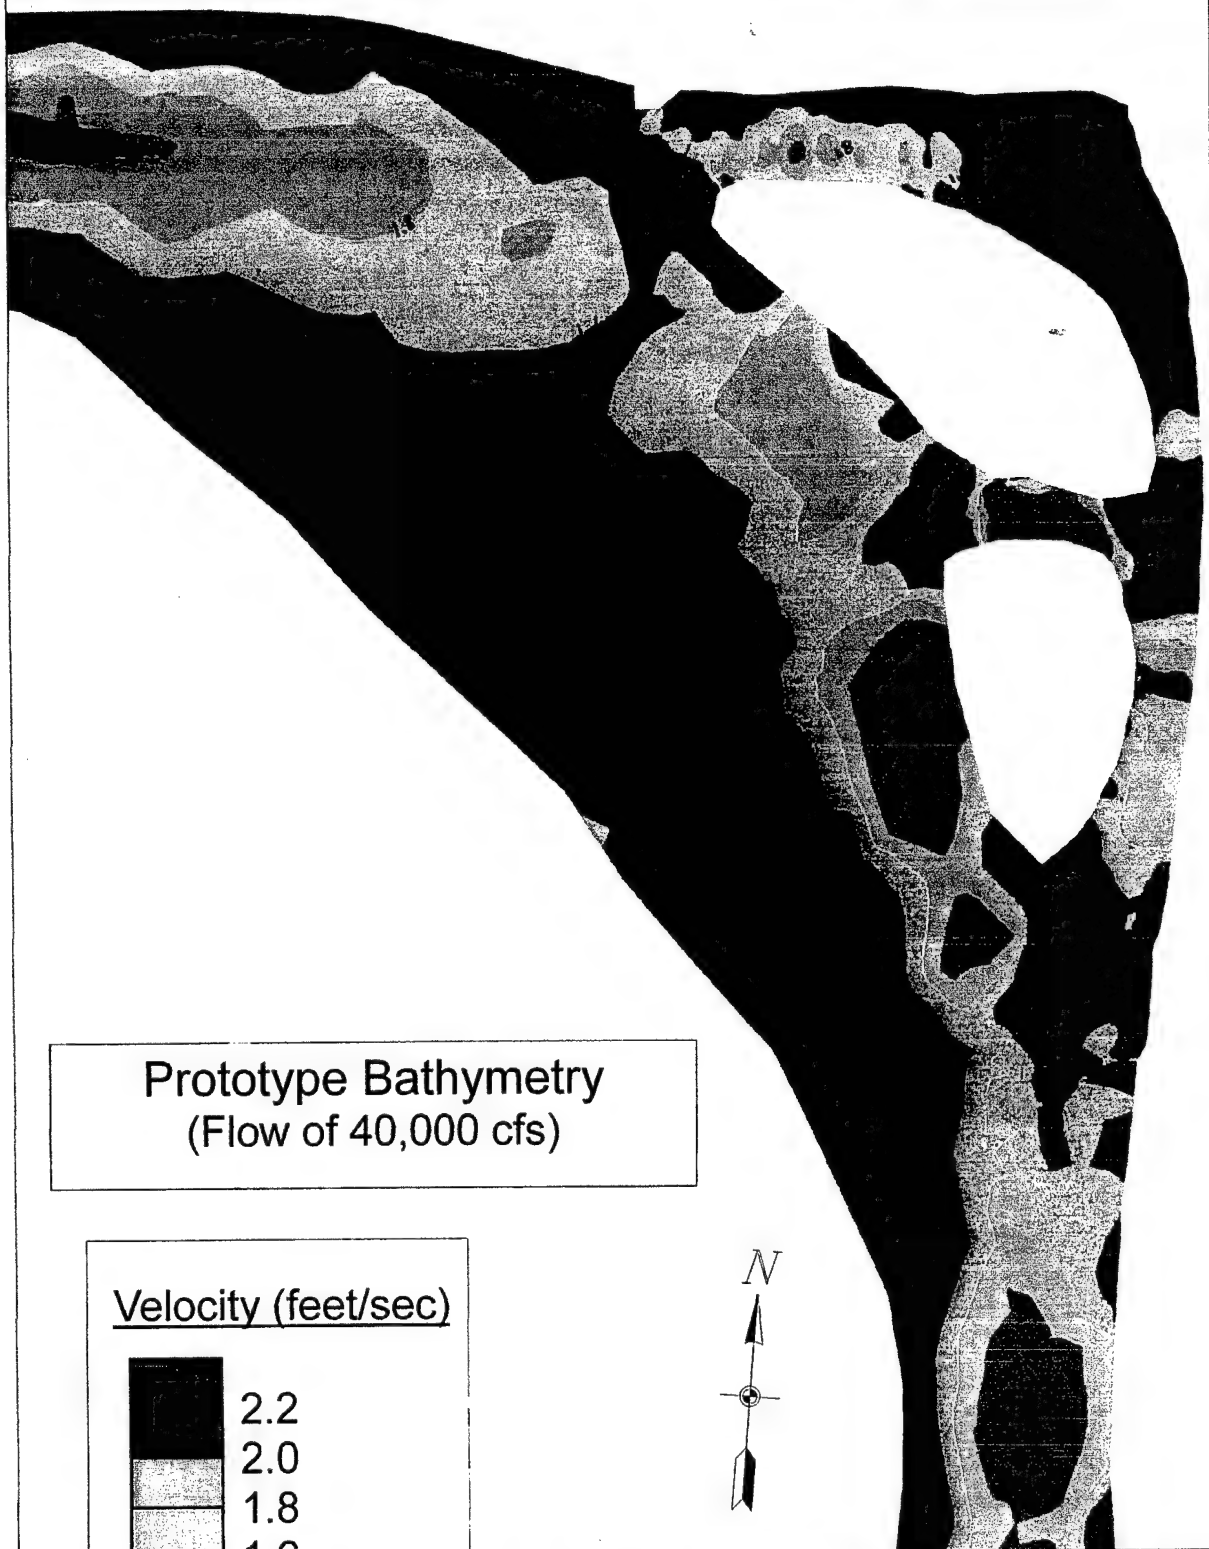 Prototype Bathymetry
(Flow of 40,000 cfs)
Velocity (feet/sec)
2.2
2.0
1.8
N